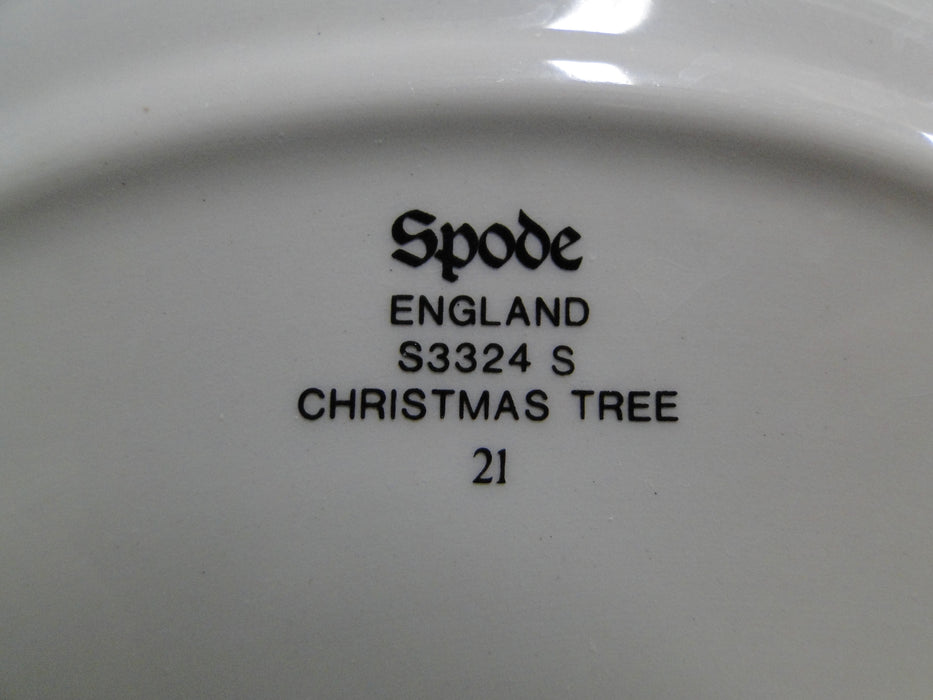 Spode
ENGLAND
S3324 S
CHRISTMAS TREE
21